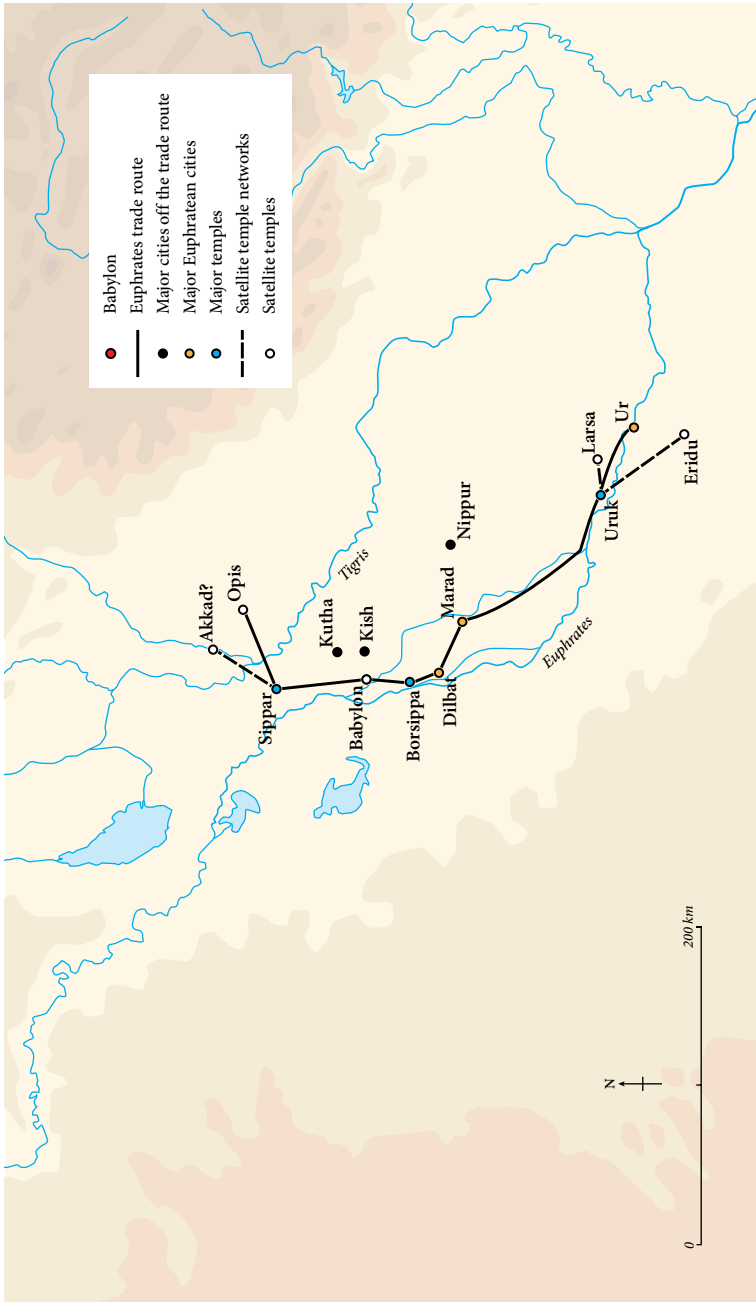 Babylon
Euphrates trade route
Major cities off the trade route
Major Euphratean cities
Major temples
Satellite temple networks
Satellite temples
Akkad?
Opis
Sippar
Tigris
Kutha
Kish
Babylon
Borsippa
Dilbat
Marad
Nippur
Euphrates
Uruk
Larsa
Ur
Eridu
N
0
200 km